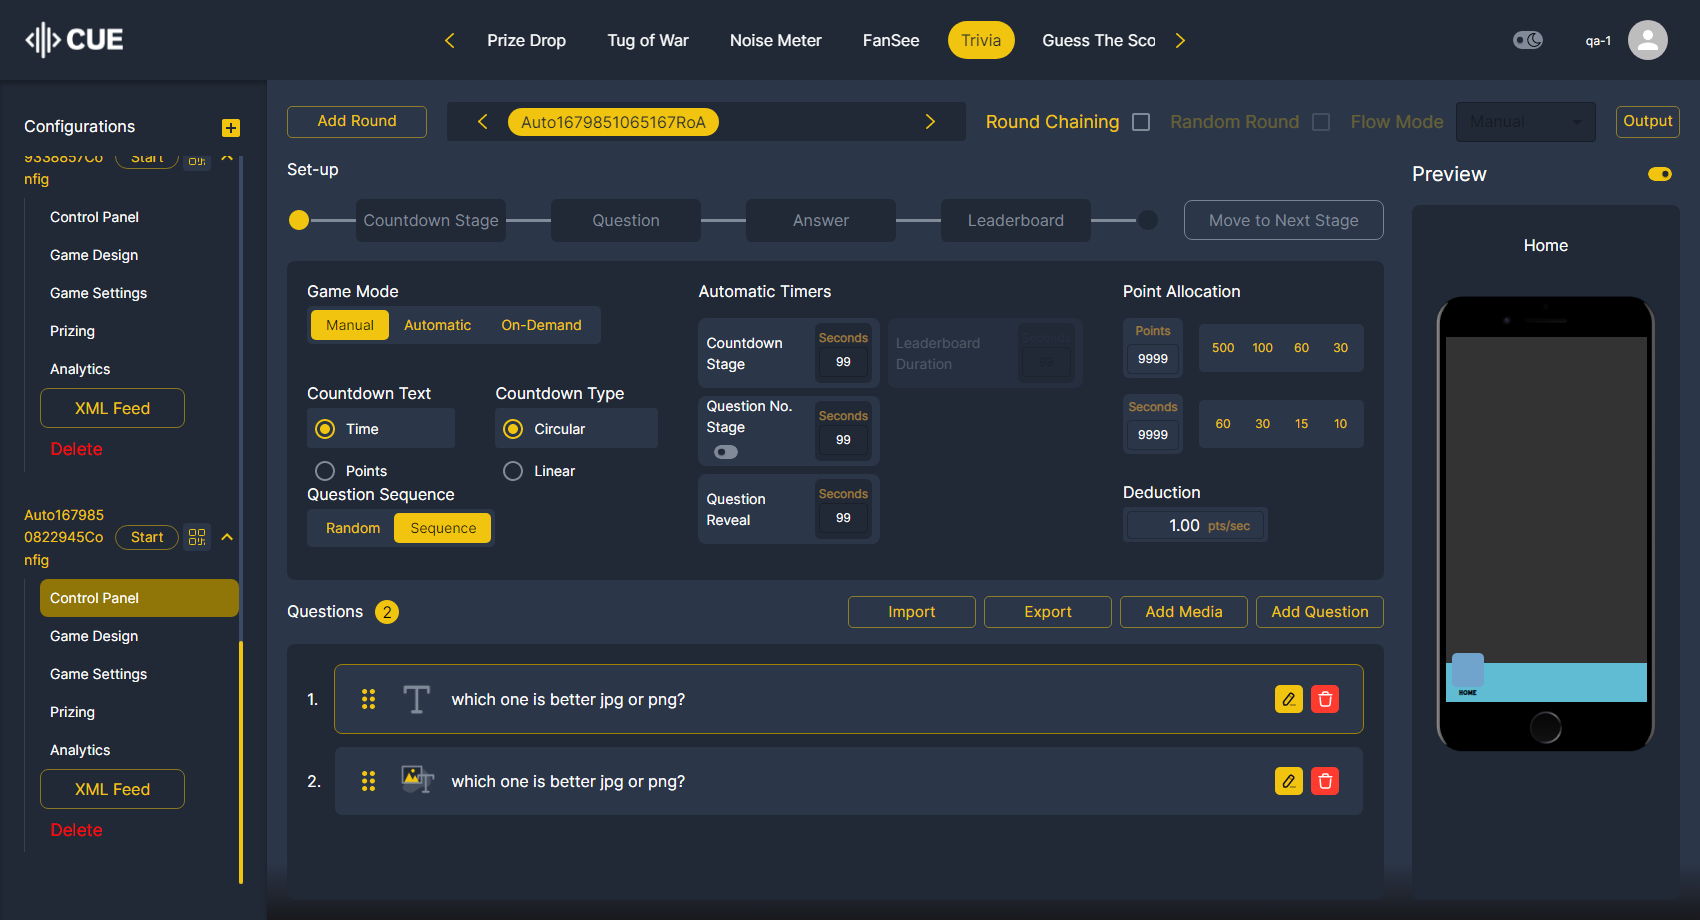 CUE
Prize Drop
Tug of War
Noise Meter
FanSee
Trivia
Guess The Sco
qa-1
Configurations
9338857Co
nfig
Start
Control Panel
Game Design
Game Settings
Prizing
Analytics
XML Feed
Delete
Auto167985
0822945Co
nfig
Start
Control Panel
Game Design
Game Settings
Prizing
Analytics
XML Feed
Delete
Add Round
Auto1679851065167RoA
Round Chaining
Random Round
Flow Mode
Manual
Output
Set-up
Countdown Stage
Question
Answer
Leaderboard
Move to Next Stage
Game Mode
Manual
Automatic
On-Demand
Countdown Text
Time
Points
Countdown Type
Circular
Linear
Question Sequence
Random
Sequence
Automatic Timers
Countdown
Stage
Seconds
99
Leaderboard
Duration
Seconds
99
Question No.
Stage
Seconds
99
Question
Reveal
Seconds
99
Point Allocation
Points
9999
500 100 60 30
Seconds
9999
60 30 15 10
Deduction
1.00 pts/sec
Questions 2
Import
Export
Add Media
Add Question
1. which one is better jpg or png?
2. which one is better jpg or png?
Preview
Home
HOME